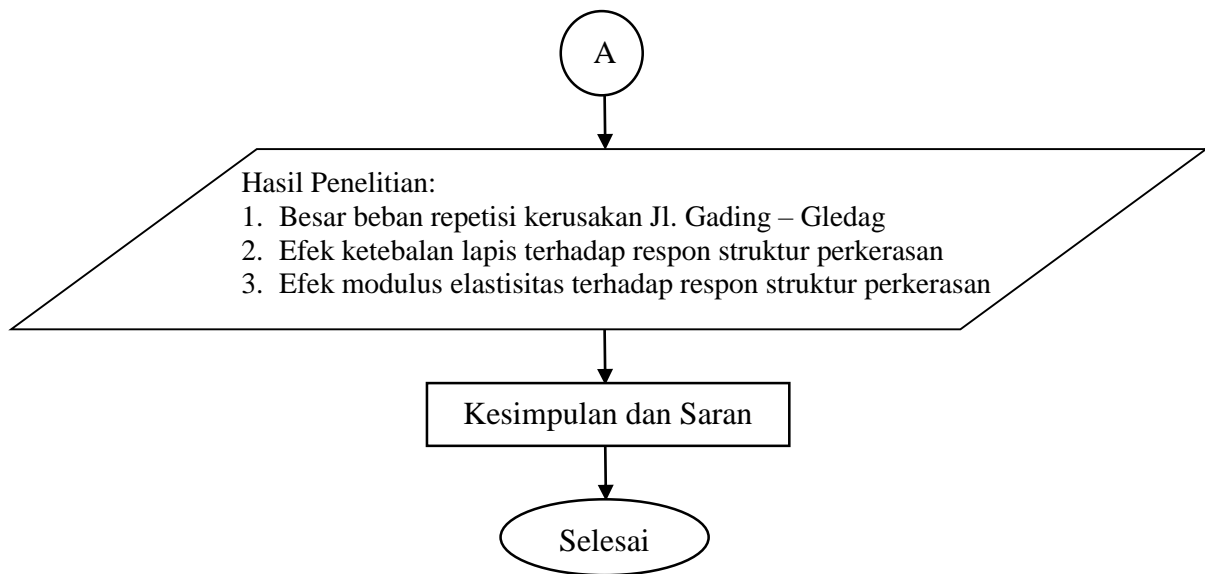 A
Hasil Penelitian:
1. Besar beban repetisi kerusakan Jl. Gading – Gledag
2. Efek ketebalan lapis terhadap respon struktur perkerasan
3. Efek modulus elastisitas terhadap respon struktur perkerasan
Kesimpulan dan Saran
Selesai